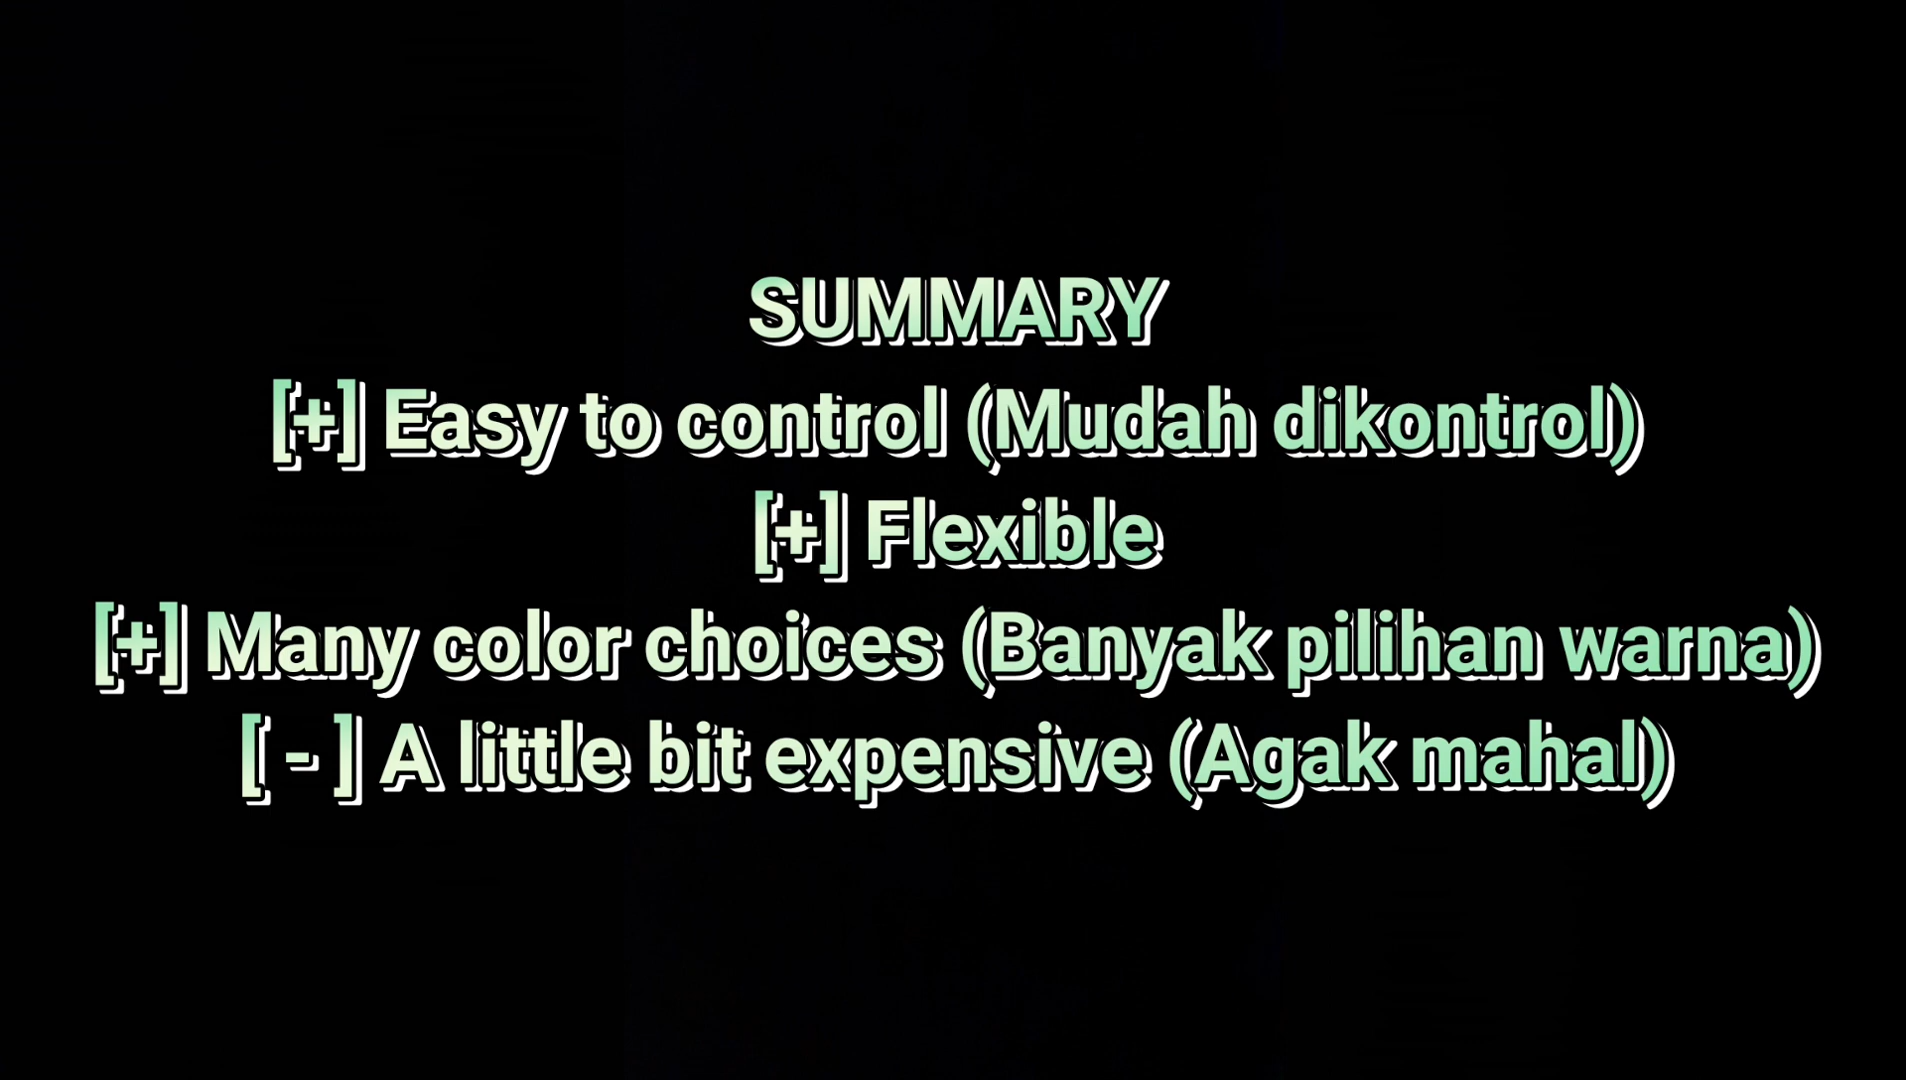 SUMMARY
[+] Easy to control (Mudah dikontrol)
[+] Flexible
[+] Many color choices (Banyak pilihan warna)
[ - ] A little bit expensive (Agak mahal)